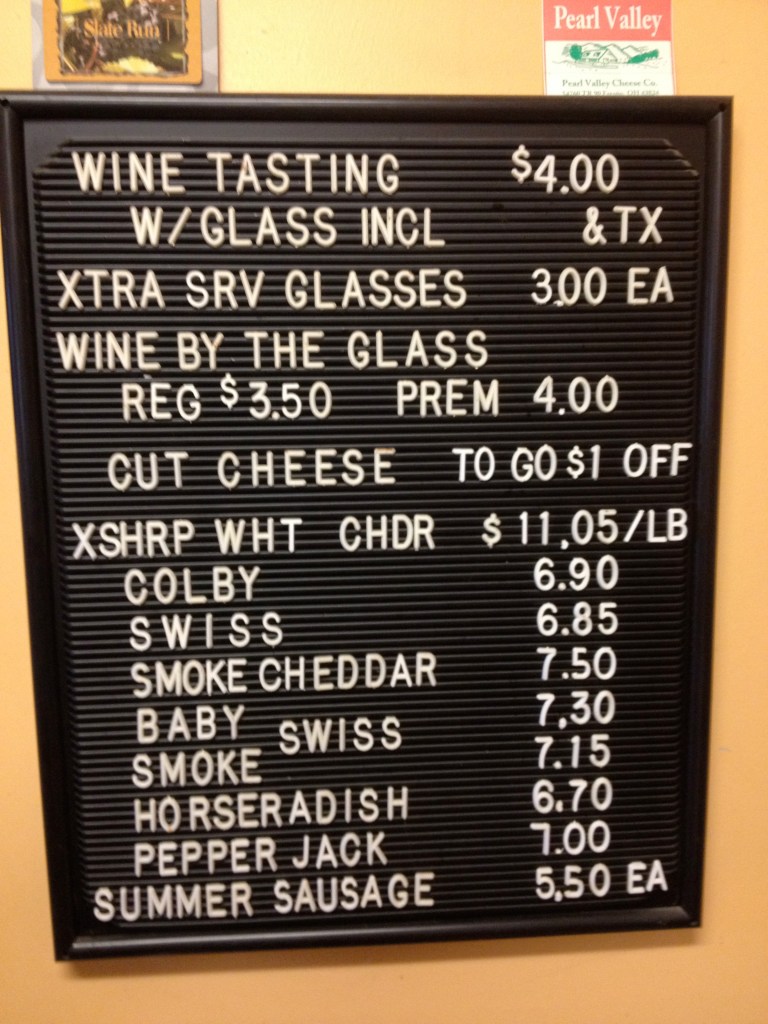 Slate Run
Pearl Valley
Pearl Valley Cheese Co.
WINE TASTING $4.00
W/GLASS INCL & TX
XTRA SRV GLASSES 3.00 EA
WINE BY THE GLASS
REG $3.50 PREM 4.00
CUT CHEESE TO GO $1 OFF
XSHRP WHT CHDR $11.05/LB
COLBY 6.90
SWISS 6.85
SMOKE CHEDDAR 7.50
BABY SWISS 7,30
SMOKE 7.15
HORSERADISH 6.70
PEPPER JACK 7.00
SUMMER SAUSAGE 5,50 EA